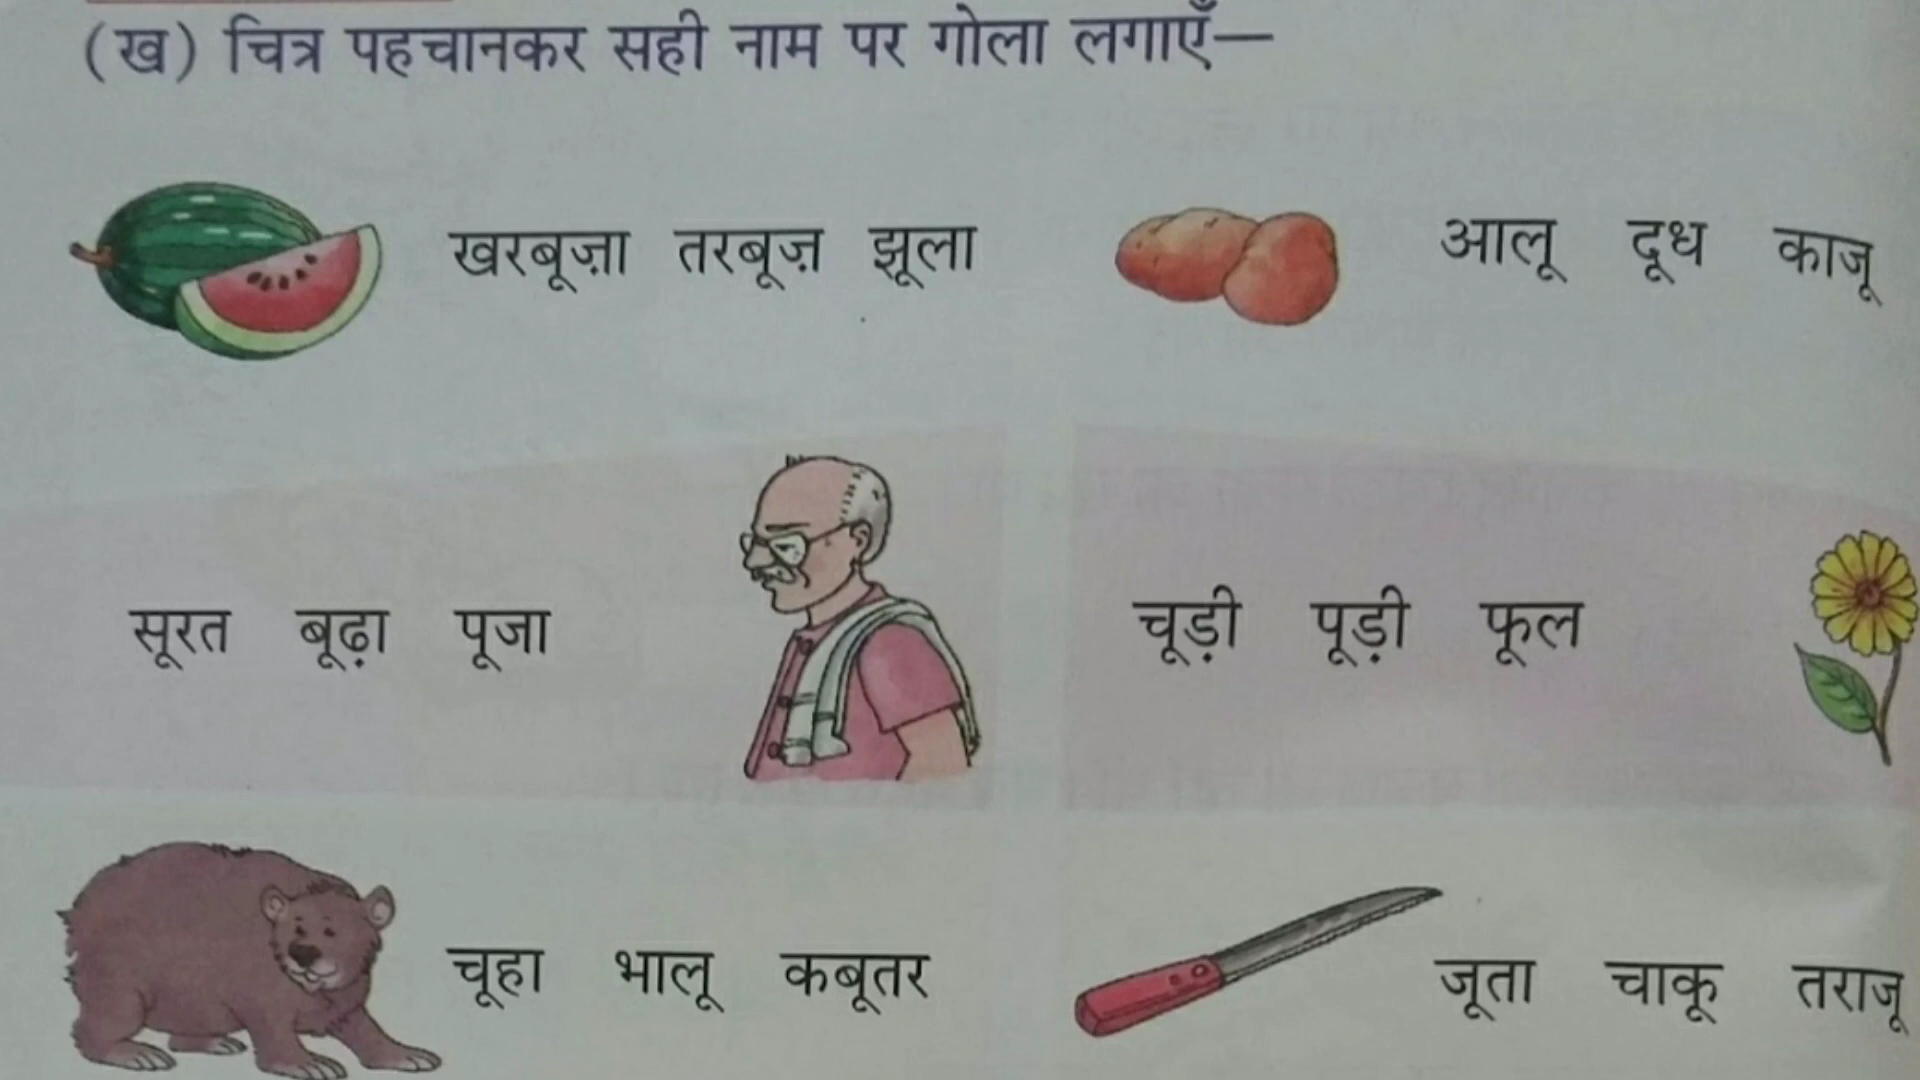 (ख) चित्र पहचानकर सही नाम पर गोला लगाएँ—
खरबूज़ा तरबूज़ झूला
आलू दूध काजू
सूरत बूढ़ा पूजा
चूड़ी पूड़ी फूल
चूहा भालू कबूतर
जूता चाकू तराजू